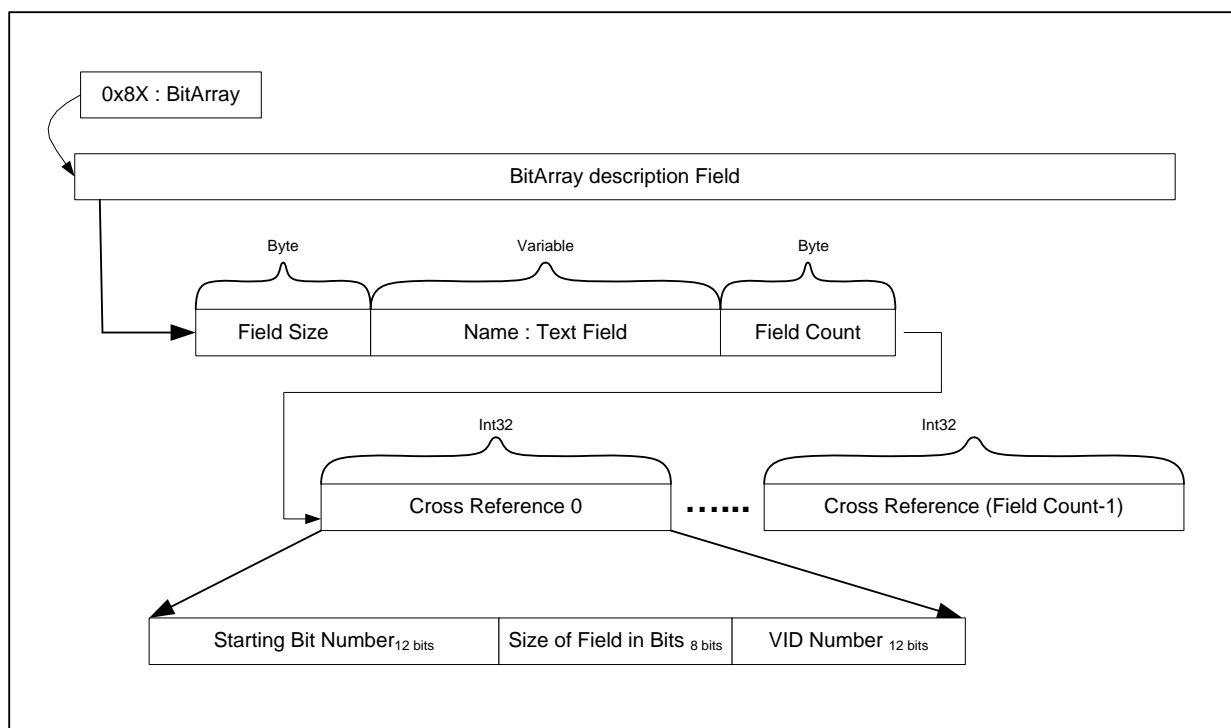 0x8X : BitArray
BitArray description Field
Byte Variable Byte
Field Size Name : Text Field Field Count
Int32 Int32
Cross Reference 0 ...... Cross Reference (Field Count-1)
Starting Bit Number 12 bits Size of Field in Bits 8 bits VID Number 12 bits